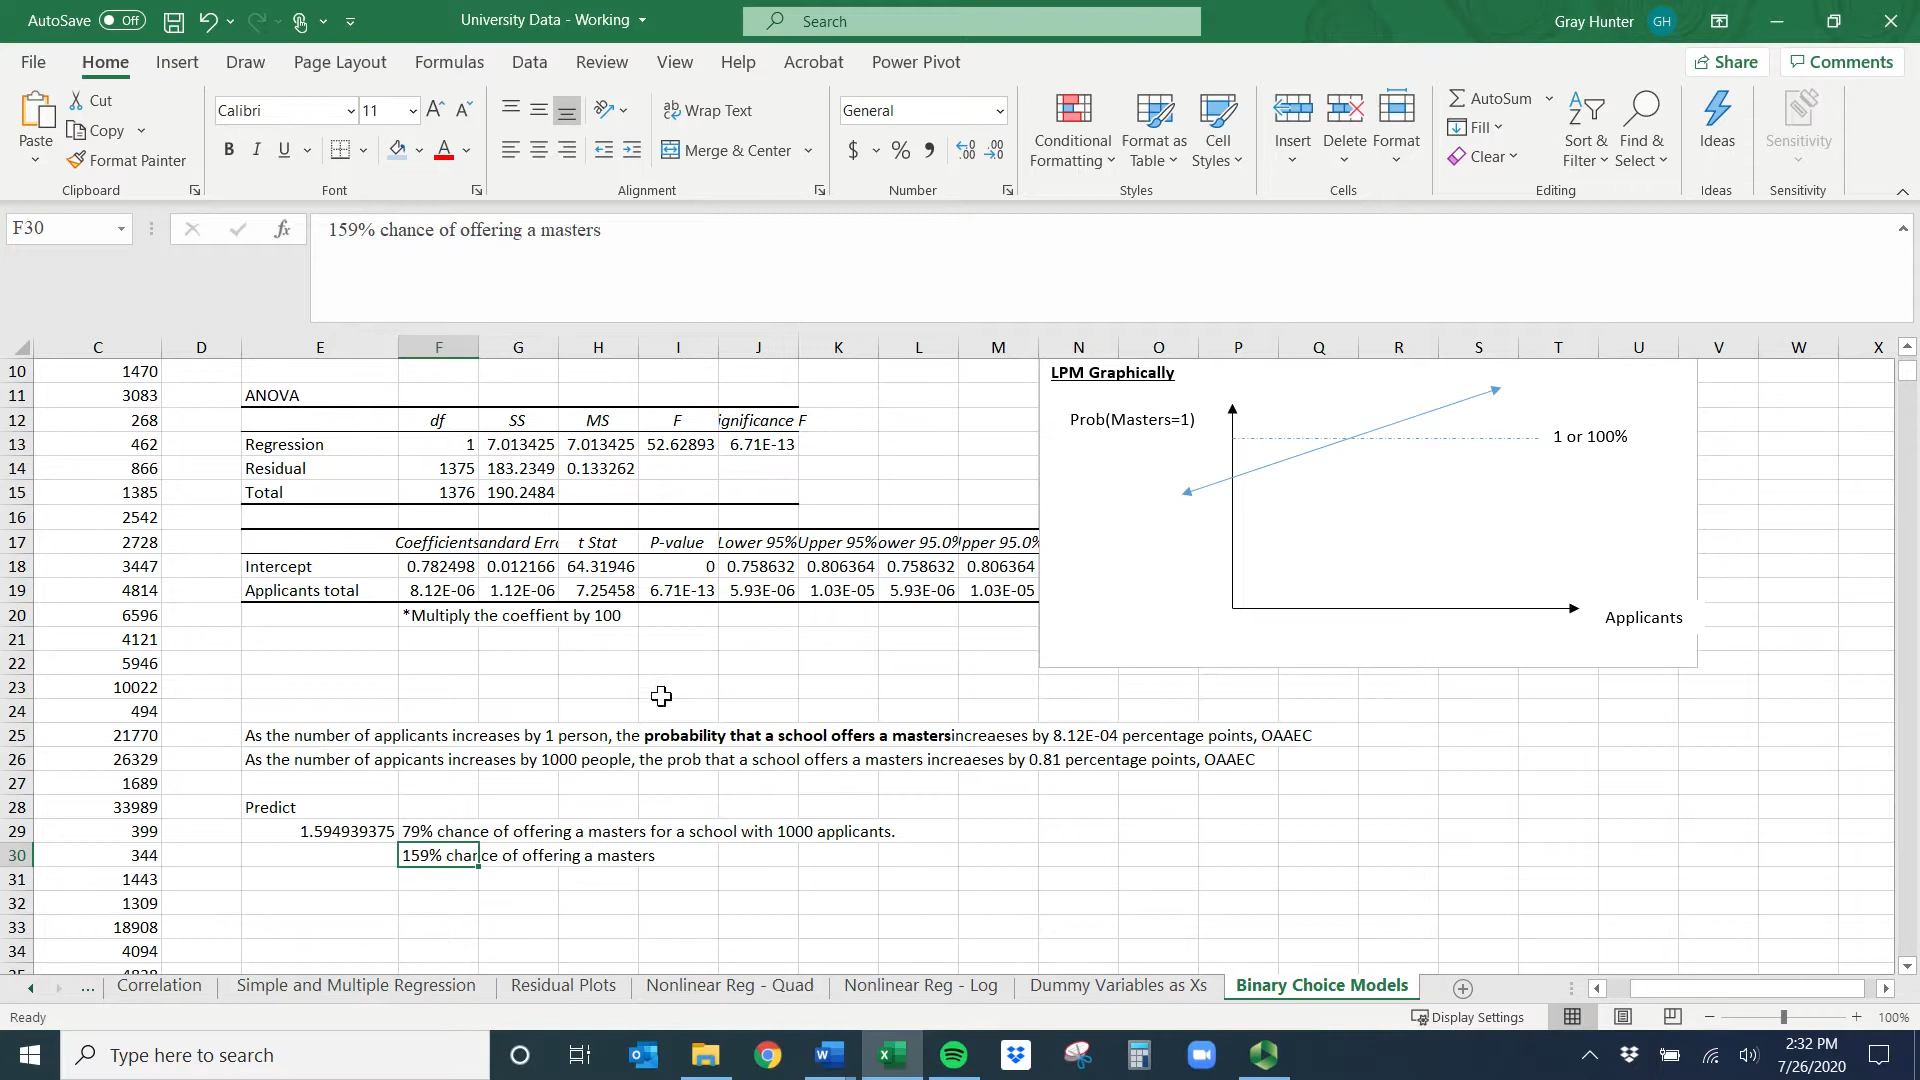 AutoSave Off University Data - Working Search Gray Hunter GH
File Home Insert Draw Page Layout Formulas Data Review View Help Acrobat Power Pivot Share Comments
Paste Cut Copy Format Painter Clipboard
Calibri 11 A A B I U A Font
ab Wrap Text Merge & Center Alignment
General $ % 9 Number
Conditional Formatting Format as Table Cell Styles Styles
Insert Delete Format Cells
AutoSum Fill Clear Sort & Filter Find & Select Editing
Ideas Ideas
Sensitivity Sensitivity
F30 fx 159% chance of offering a masters
C D E F G H I J K L M N O P Q R S T U V W X
10 1470
11 3083 ANOVA
12 268 df SS MS F ignificance F
13 462 Regression 1 7.013425 7.013425 52.62893 6.71E-13
14 866 Residual 1375 183.2349 0.133262
15 1385 Total 1376 190.2484
16 2542
17 2728 Coefficients andard Erro t Stat P-value Lower 95% Upper 95% ower 95.0% pper 95.0%
18 3447 Intercept 0.782498 0.012166 64.31946 0 0.758632 0.806364 0.758632 0.806364
19 4814 Applicants total 8.12E-06 1.12E-06 7.25458 6.71E-13 5.93E-06 1.03E-05 5.93E-06 1.03E-05
20 6596 *Multiply the coeffient by 100
21 4121
22 5946
23 10022
24 494
25 21770 As the number of applicants increases by 1 person, the probability that a school offers a masters increaeses by 8.12E-04 percentage points, OAAEC
26 26329 As the number of appicants increases by 1000 people, the prob that a school offers a masters increaeses by 0.81 percentage points, OAAEC
27 1689
28 33989 Predict
29 399 1.594939375 79% chance of offering a masters for a school with 1000 applicants.
30 344 159% chance of offering a masters
31 1443
32 1309
33 18908
34 4094
LPM Graphically
Prob(Masters=1)
1 or 100%
Applicants
... Correlation Simple and Multiple Regression Residual Plots Nonlinear Reg - Quad Nonlinear Reg - Log Dummy Variables as Xs Binary Choice Models
Ready Display Settings 100%
Type here to search 2:32 PM
7/26/2020